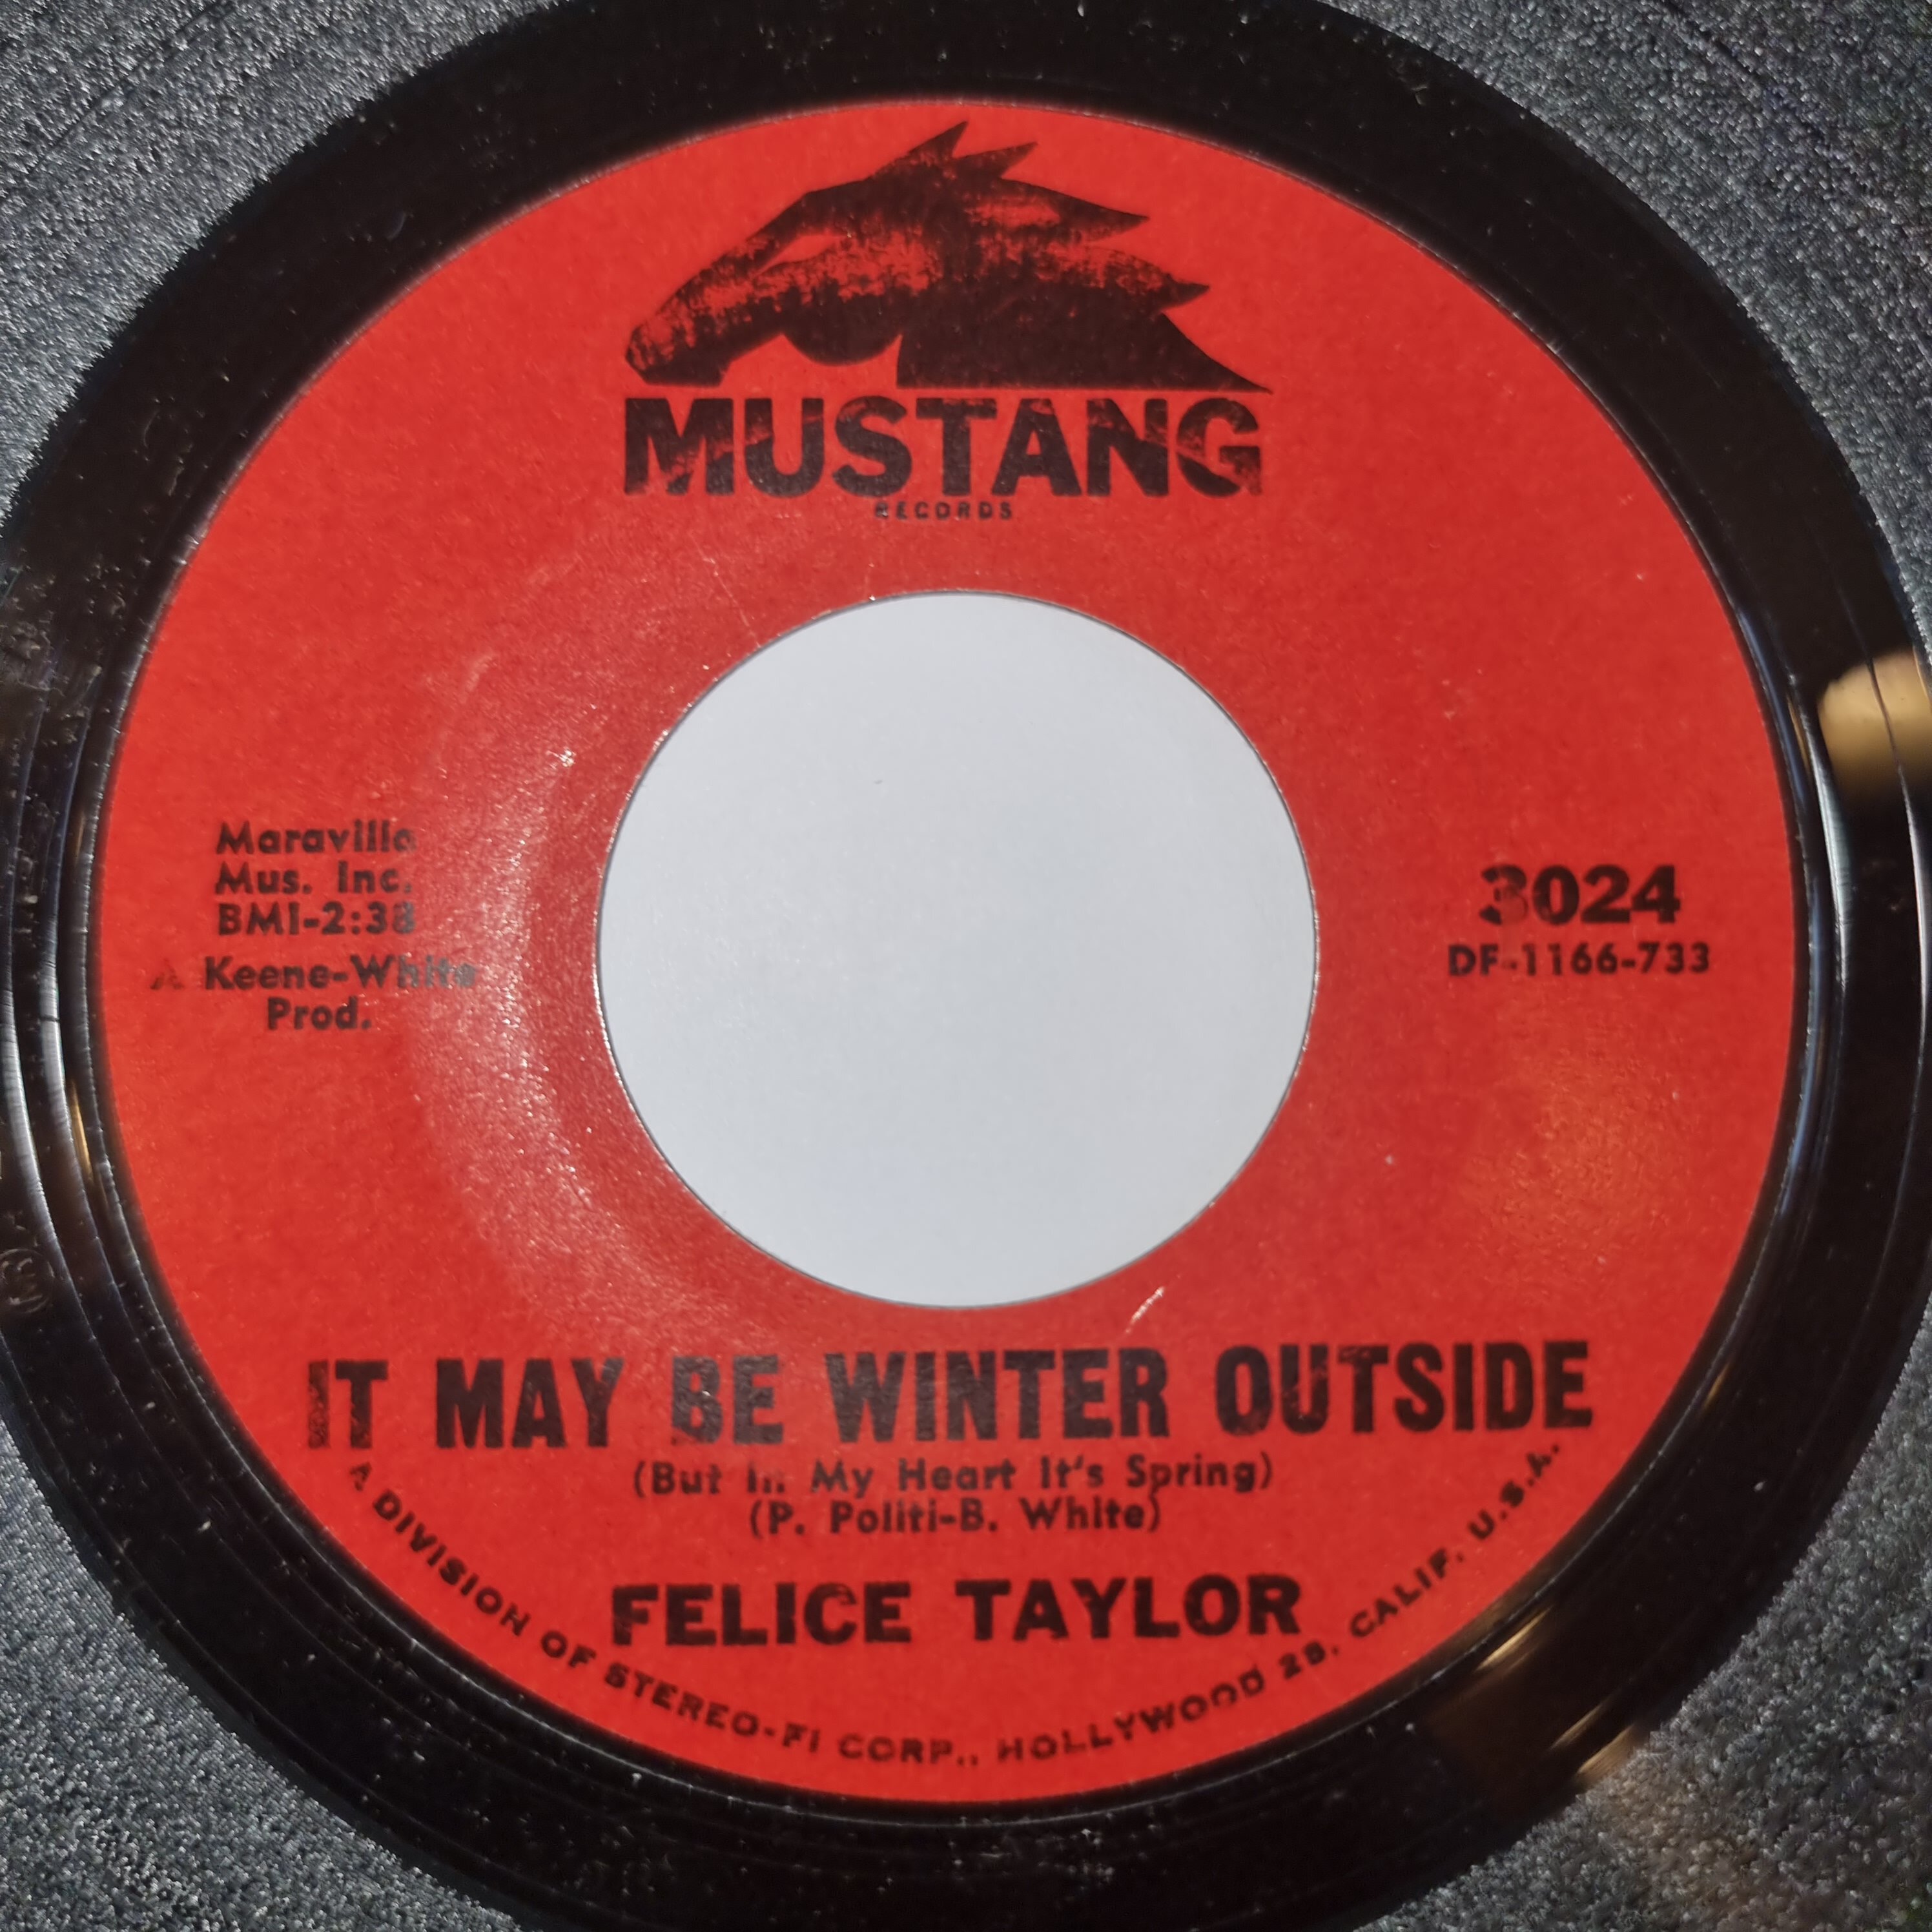 MUSTANG
RECORDS
Maravilla
Mus. Inc.
BMI-2:38
A Keene-White
Prod.
3024
DF-1166-733
IT MAY BE WINTER OUTSIDE
(But In My Heart It's Spring)
(P. Politi-B. White)
FELICE TAYLOR
A DIVISION OF STEREO-FI CORP., HOLLYWOOD 28, CALIF. U.S.A.